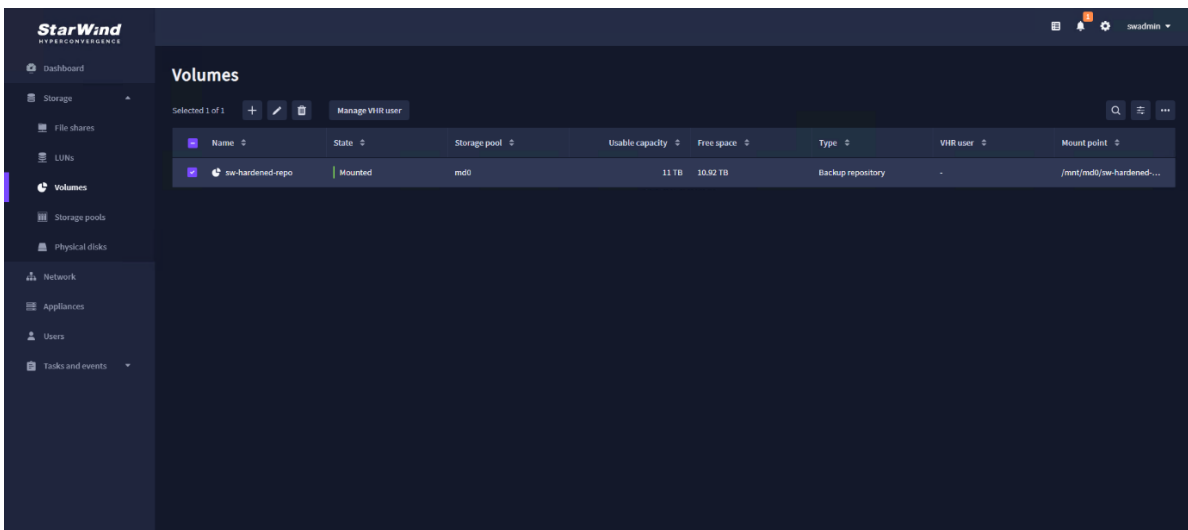 StarWind
HYPERCONVERGENCE
1
swadmin
Dashboard
Storage
File shares
LUNs
Volumes
Storage pools
Physical disks
Network
Appliances
Users
Tasks and events
Volumes
Selected 1 of 1 Manage VHR user
Name State Storage pool Usable capacity Free space Type VHR user Mount point
sw-hardened-repo Mounted md0 11 TB 10.92 TB Backup repository - /mnt/md0/sw-hardened-...